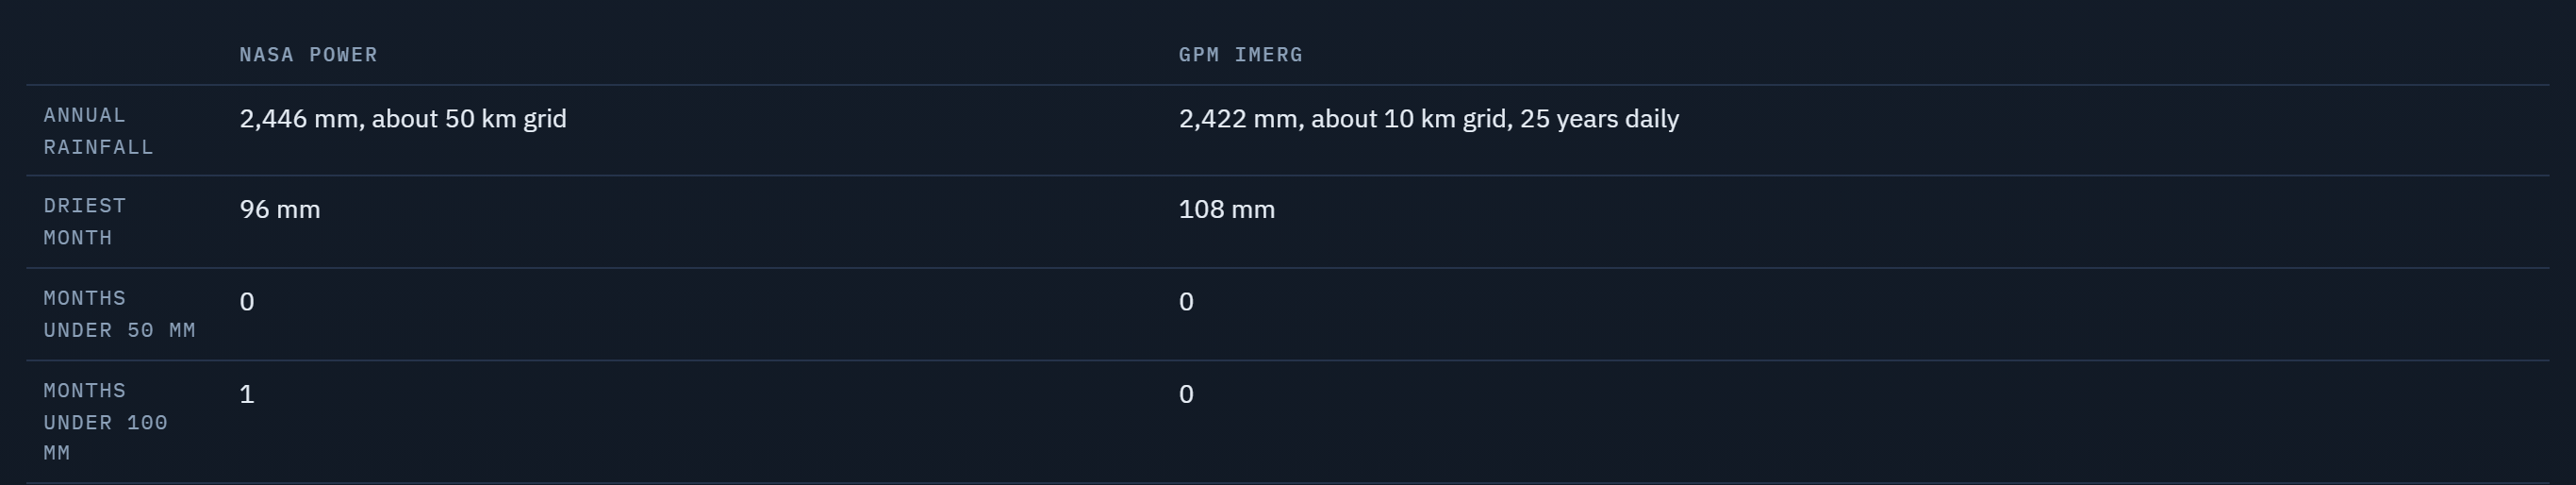 NASA POWER GPM IMERG
ANNUAL RAINFALL 2,446 mm, about 50 km grid 2,422 mm, about 10 km grid, 25 years daily
DRIEST MONTH 96 mm 108 mm
MONTHS UNDER 50 MM 0 0
MONTHS UNDER 100 MM 1 0